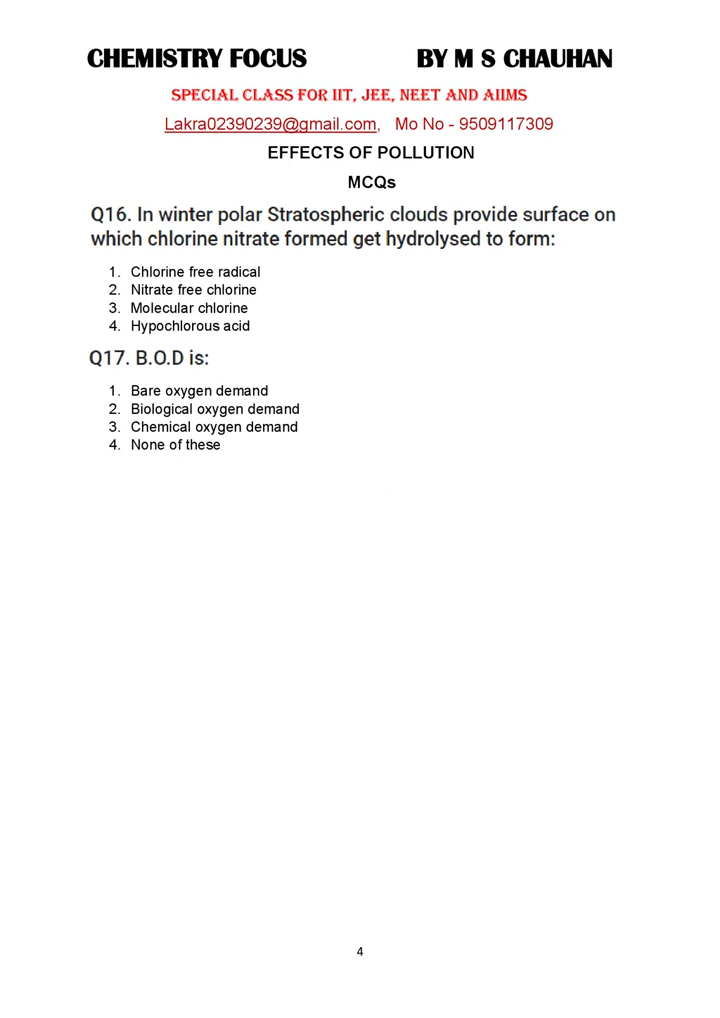 CHEMISTRY FOCUS BY M S CHAUHAN
SPECIAL CLASS FOR IIT, JEE, NEET AND AIIMS
Lakra02390239@gmail.com, Mo No - 9509117309
EFFECTS OF POLLUTION
MCQs
Q16. In winter polar Stratospheric clouds provide surface on
which chlorine nitrate formed get hydrolysed to form:
1. Chlorine free radical
2. Nitrate free chlorine
3. Molecular chlorine
4. Hypochlorous acid
Q17. B.O.D is:
1. Bare oxygen demand
2. Biological oxygen demand
3. Chemical oxygen demand
4. None of these
4